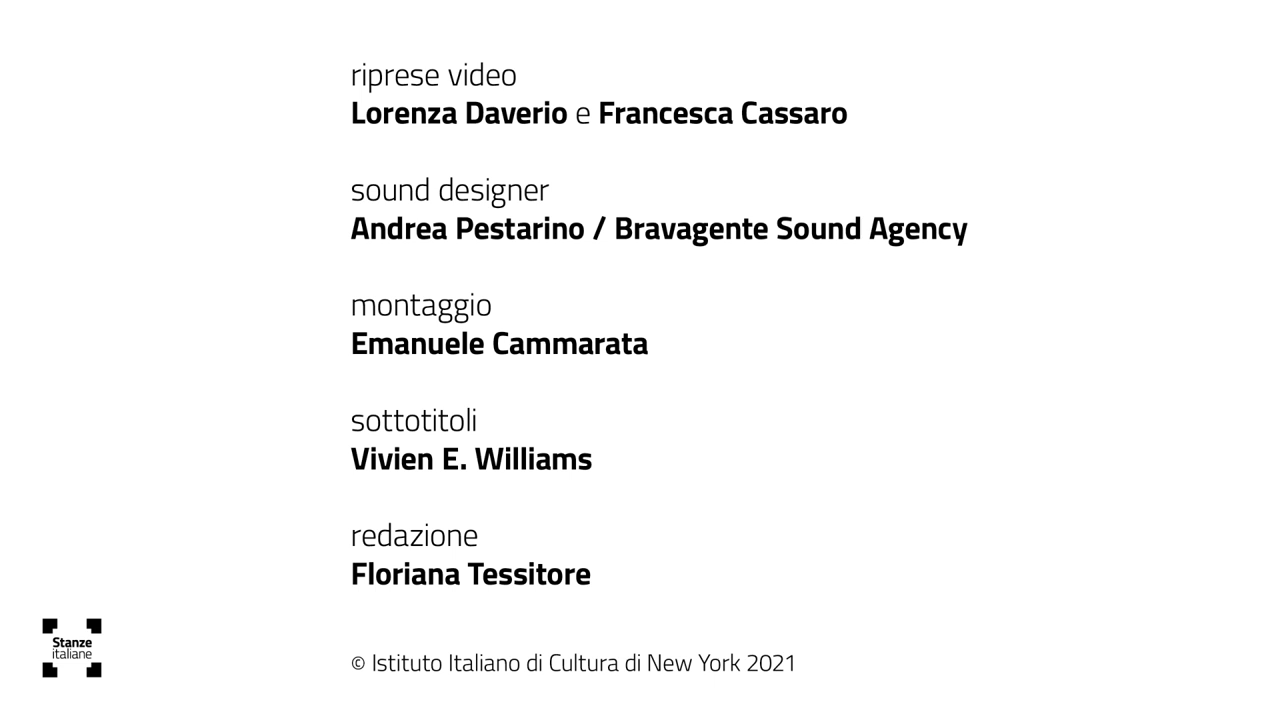 riprese video
Lorenza Daverio e Francesca Cassaro
sound designer
Andrea Pestarino / Bravagente Sound Agency
montaggio
Emanuele Cammarata
sottotitoli
Vivien E. Williams
redazione
Floriana Tessitore
Stanze
italiane
© Istituto Italiano di Cultura di New York 2021